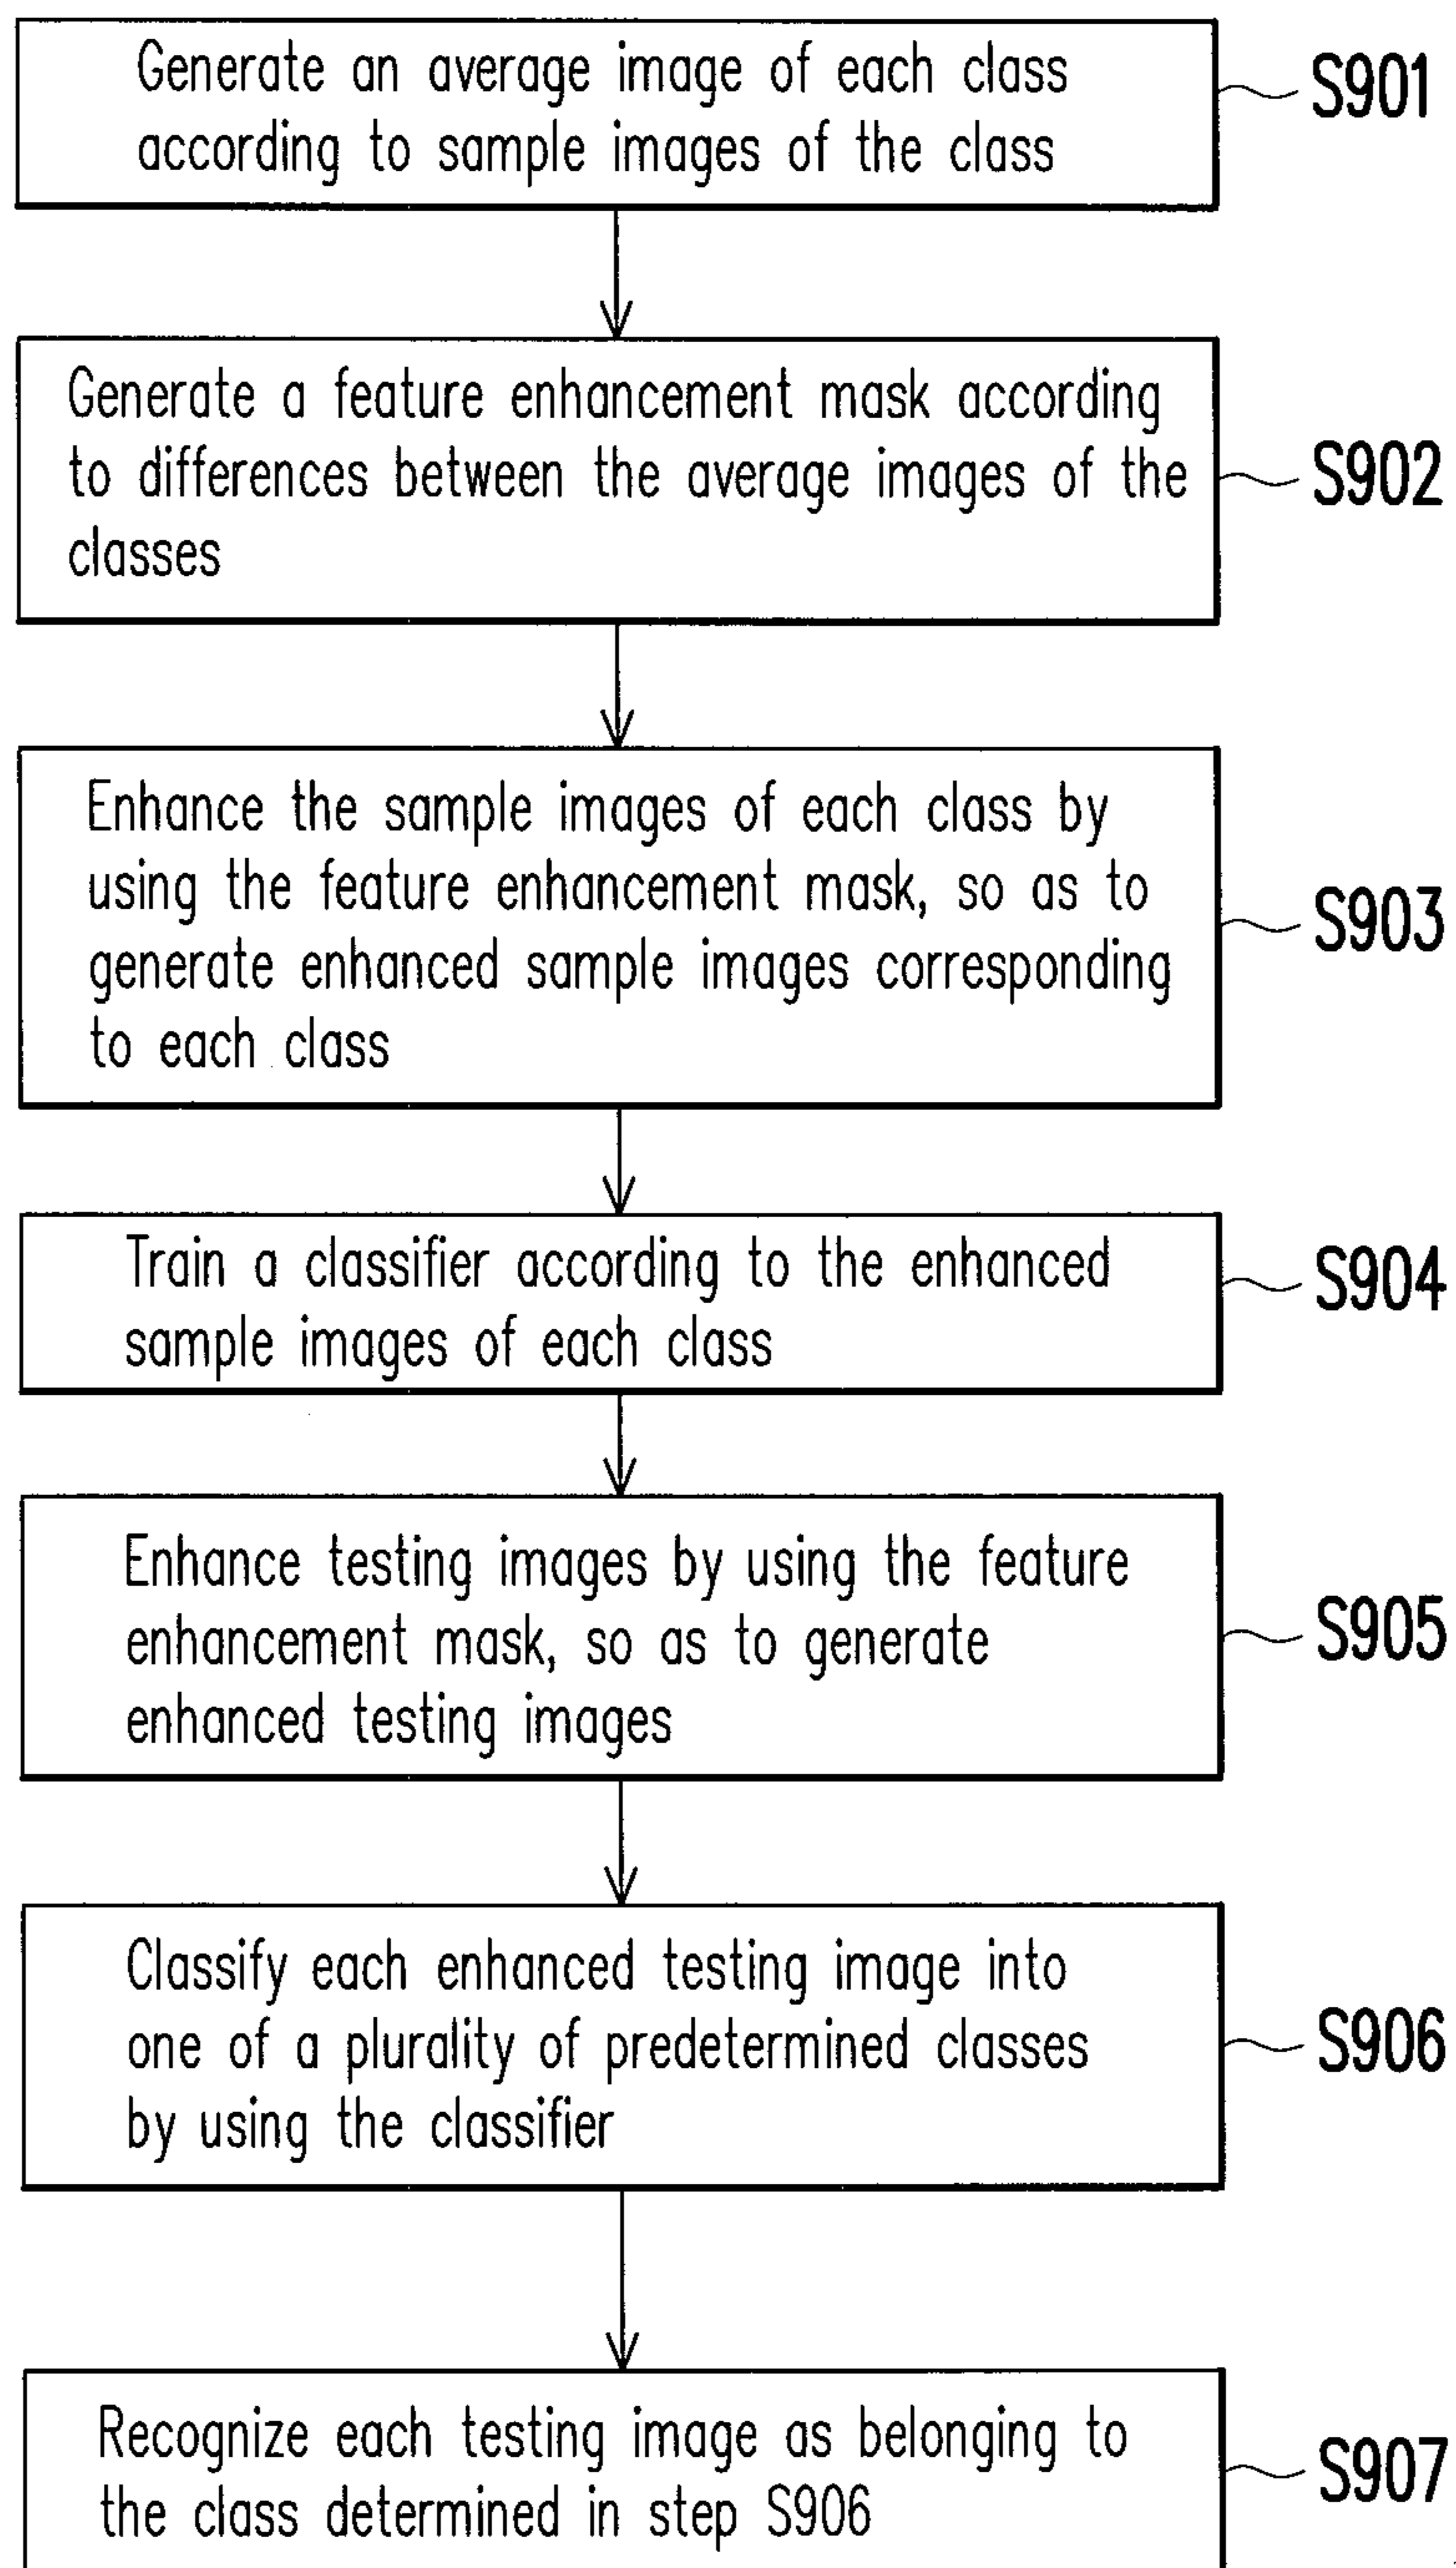 Generate an average image of each class
according to sample images of the class
S901
Generate a feature enhancement mask according
to differences between the average images of the
classes
S902
Enhance the sample images of each class by
using the feature enhancement mask, so as to
generate enhanced sample images corresponding
to each class
S903
Train a classifier according to the enhanced
sample images of each class
S904
Enhance testing images by using the feature
enhancement mask, so as to generate
enhanced testing images
S905
Classify each enhanced testing image into
one of a plurality of predetermined classes
by using the classifier
S906
Recognize each testing image as belonging to
the class determined in step S906
S907